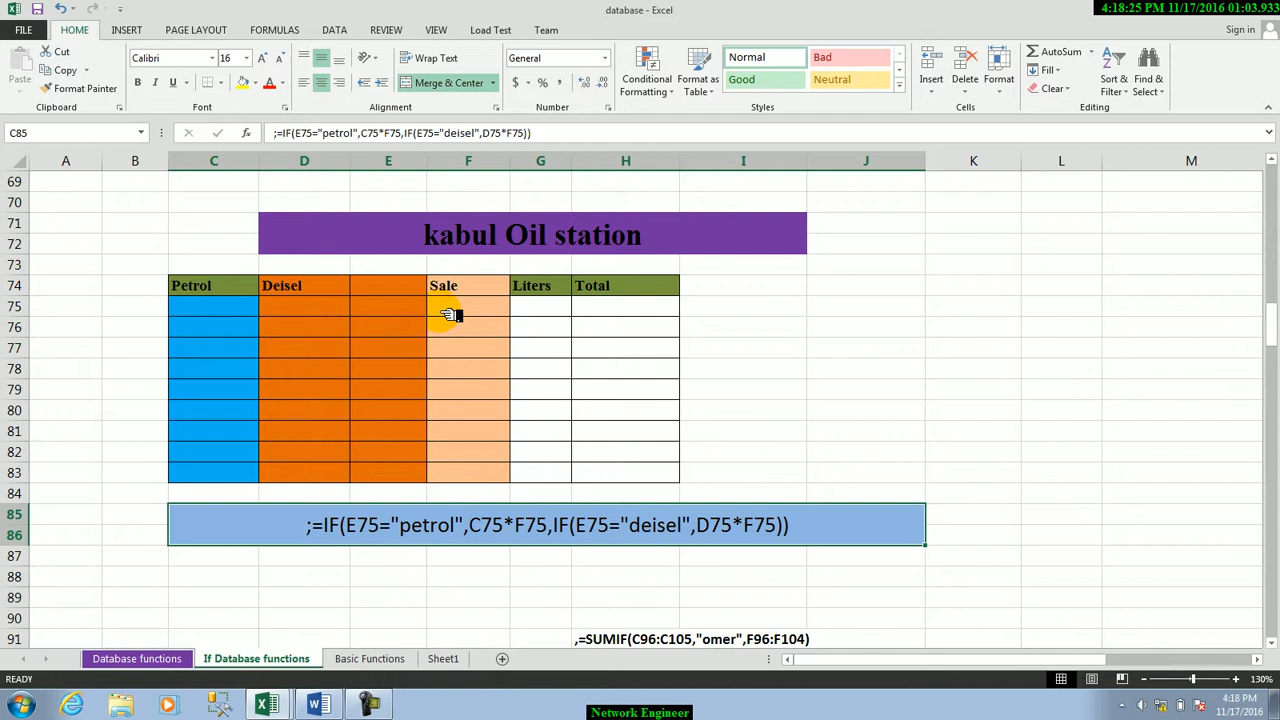 database - Excel
4:18:25 PM 11/17/2016 01:03.933
FILE HOME INSERT PAGE LAYOUT FORMULAS DATA REVIEW VIEW Load Test Team Sign in
Paste
Cut
Copy
Format Painter
Clipboard
Calibri
B I U
Font
Wrap Text
Merge & Center
Alignment
General
$ % ,
Number
Conditional Formatting
Format as Table
Normal Bad
Good Neutral
Styles
Insert Delete Format
Cells
AutoSum
Fill
Clear
Sort & Filter
Find & Select
Editing
C85 fx ;=IF(E75="petrol",C75*F75,IF(E75="deisel",D75*F75))
A B C D E F G H I J K L M
69
70
71
kabul Oil station
72
73
74 Petrol Deisel Sale Liters Total
75
76
77
78
79
80
81
82
83
84
85
;=IF(E75="petrol",C75*F75,IF(E75="deisel",D75*F75))
86
87
88
89
90
91 ,=SUMIF(C96:C105,"omer",F96:F104)
Database functions If Database functions Basic Functions Sheet1
READY 130%
4:18 PM
11/17/2016
Network Engineer